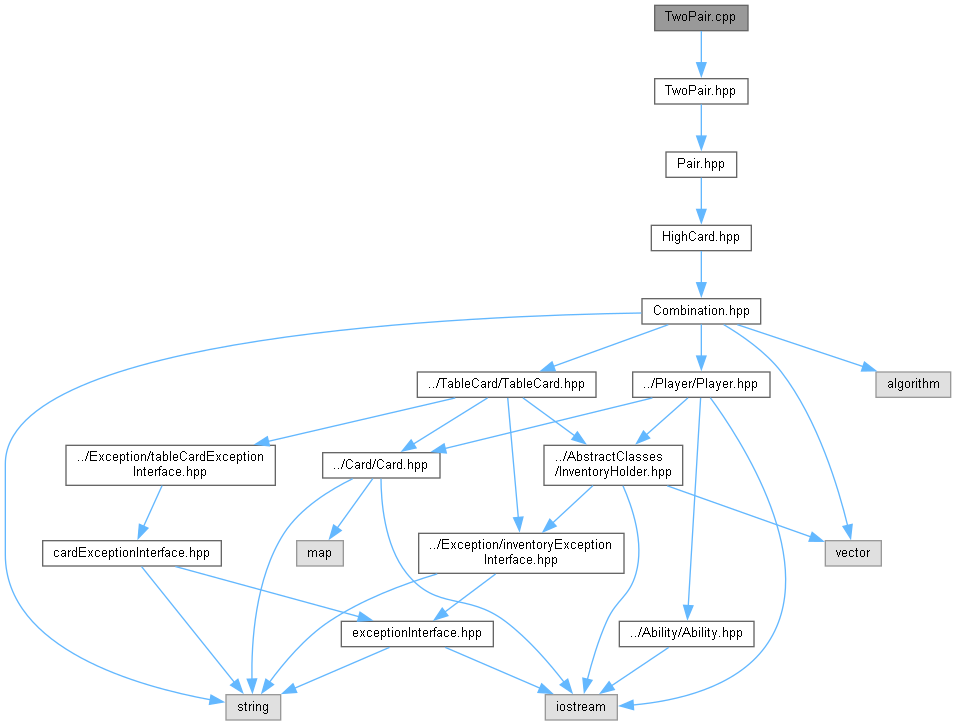 TwoPair.cpp
TwoPair.hpp
Pair.hpp
HighCard.hpp
Combination.hpp
../TableCard/TableCard.hpp
../Player/Player.hpp
algorithm
../Exception/tableCardException
Interface.hpp
../Card/Card.hpp
../AbstractClasses
/InventoryHolder.hpp
cardExceptionInterface.hpp
map
../Exception/inventoryException
Interface.hpp
vector
exceptionInterface.hpp
../Ability/Ability.hpp
string
iostream